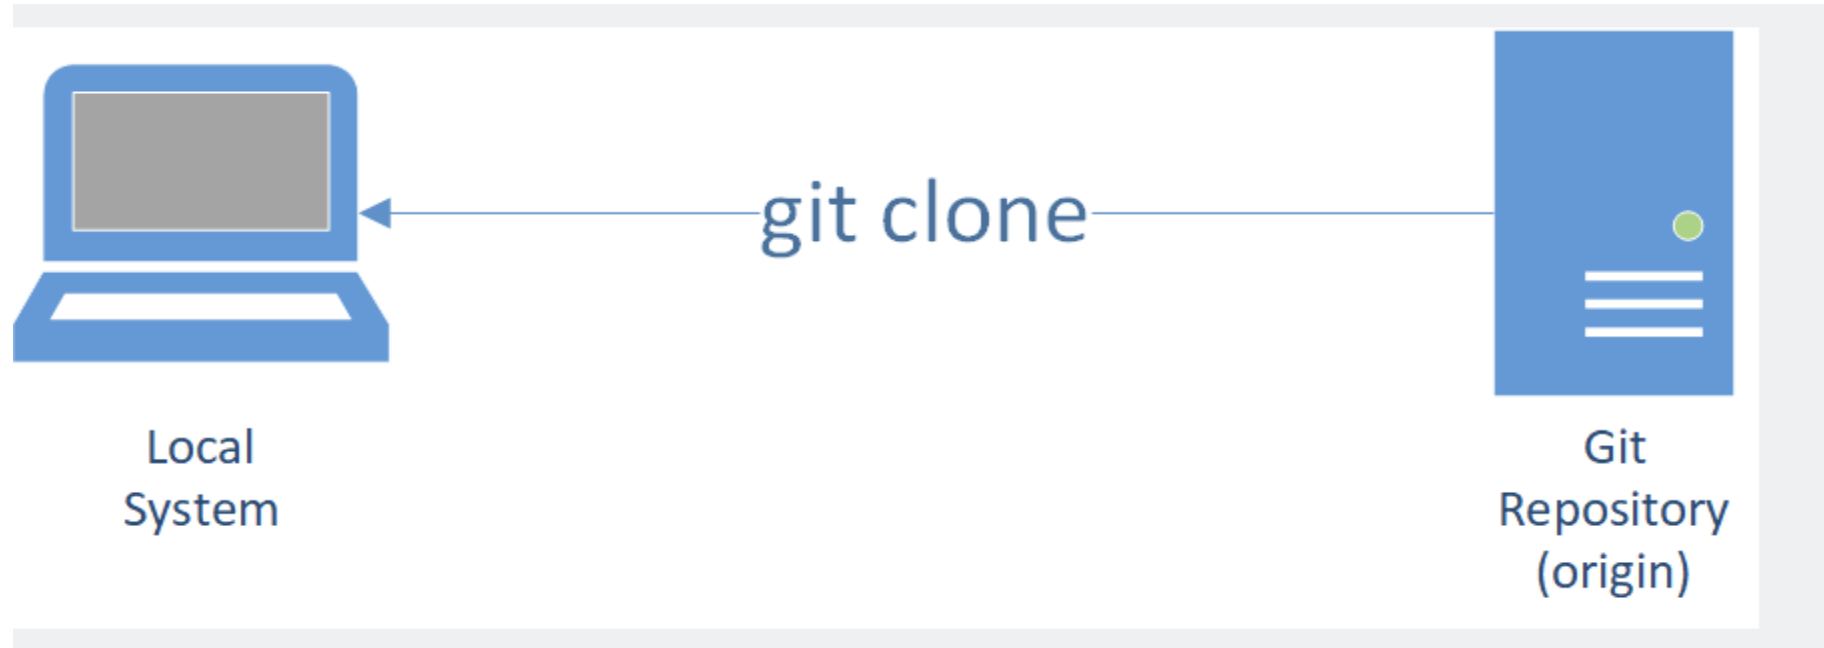 git clone
Local
System
Git
Repository
(origin)